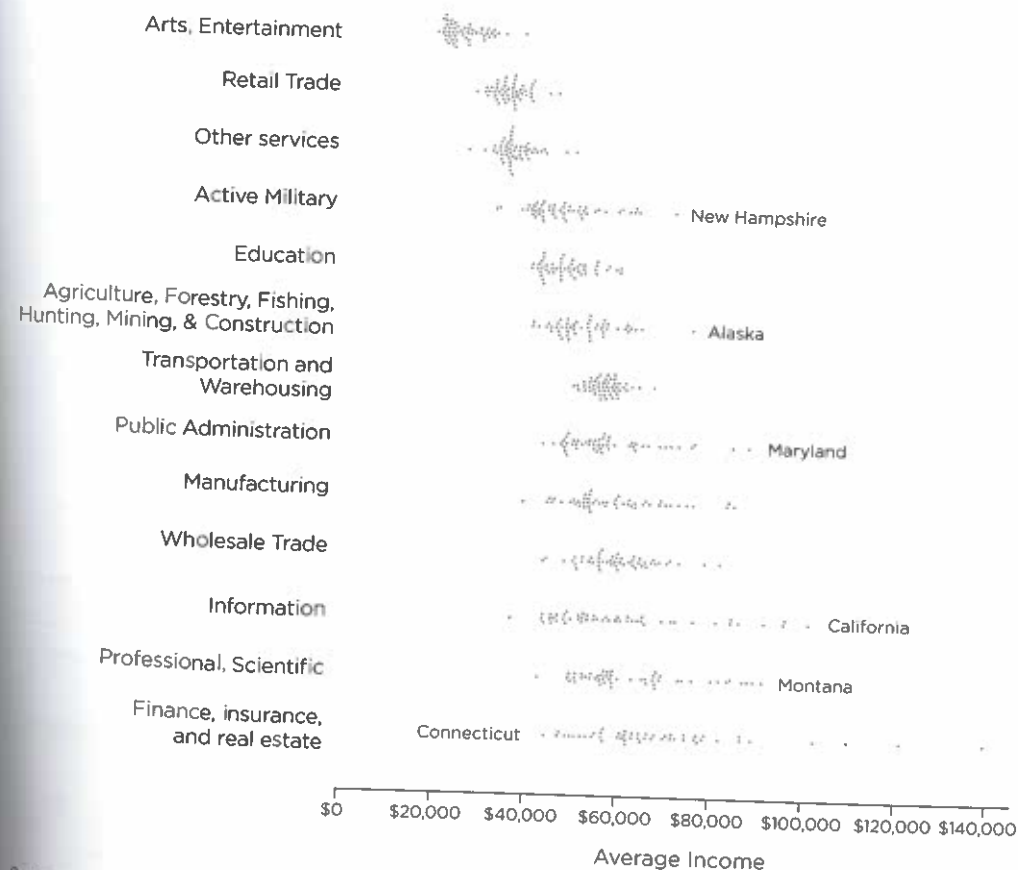 Arts, Entertainment
Retail Trade
Other services
Active Military
New Hampshire
Education
Agriculture, Forestry, Fishing,
Hunting, Mining, & Construction
Alaska
Transportation and
Warehousing
Public Administration
Maryland
Manufacturing
Wholesale Trade
Information
California
Professional, Scientific
Montana
Finance, insurance,
and real estate
Connecticut
$0 $20,000 $40,000 $60,000 $80,000 $100,000 $120,000 $140,000
Average Income